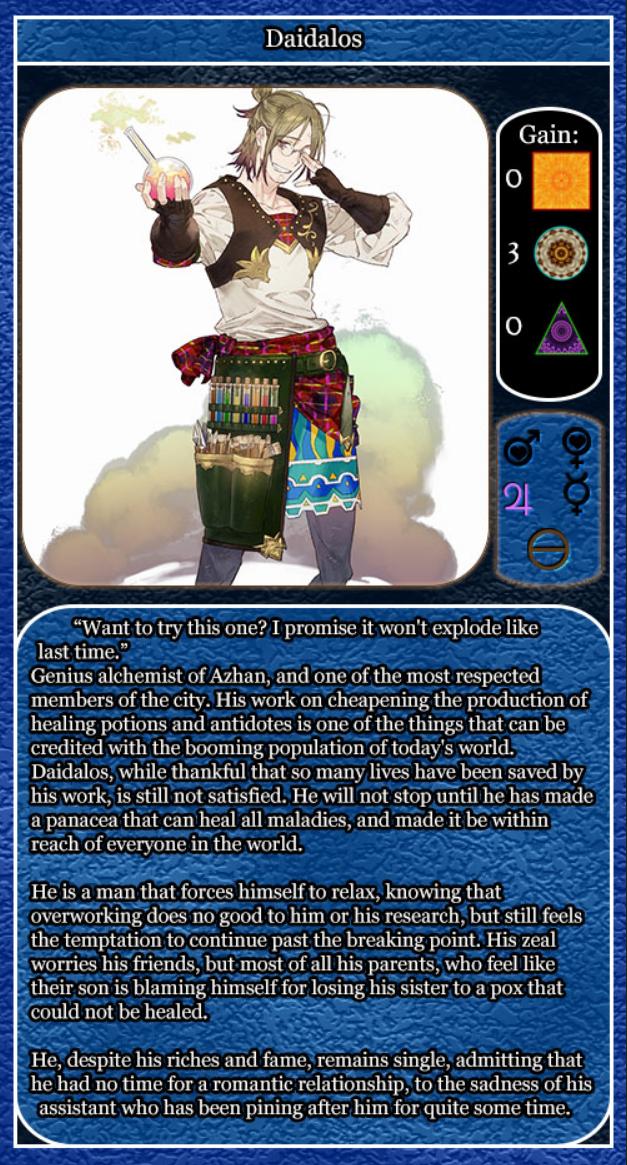 Daidalos
Gain:
0
3
0
“Want to try this one? I promise it won't explode like
last time.”
Genius alchemist of Azhan, and one of the most respected
members of the city. His work on cheapening the production of
healing potions and antidotes is one of the things that can be
credited with the booming population of today's world.
Daidalos, while thankful that so many lives have been saved by
his work, is still not satisfied. He will not stop until he has made
a panacea that can heal all maladies, and made it be within
reach of everyone in the world.
He is a man that forces himself to relax, knowing that
overworking does no good to him or his research, but still feels
the temptation to continue past the breaking point. His zeal
worries his friends, but most of all his parents, who feel like
their son is blaming himself for losing his sister to a pox that
could not be healed.
He, despite his riches and fame, remains single, admitting that
he had no time for a romantic relationship, to the sadness of his
assistant who has been pining after him for quite some time.